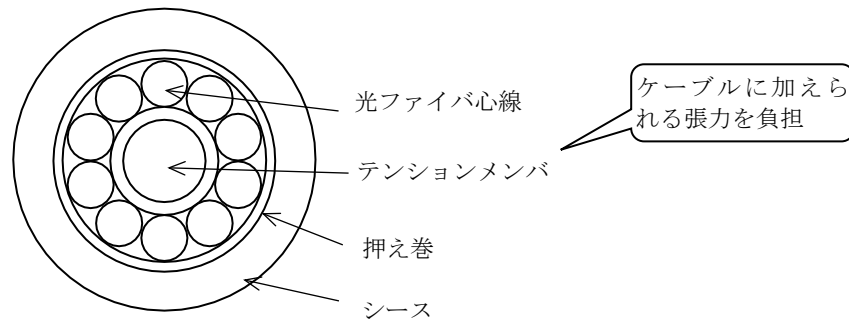 光ファイバ心線
ケーブルに加えら
れる張力を負担
テンションメンバ
押え巻
シース